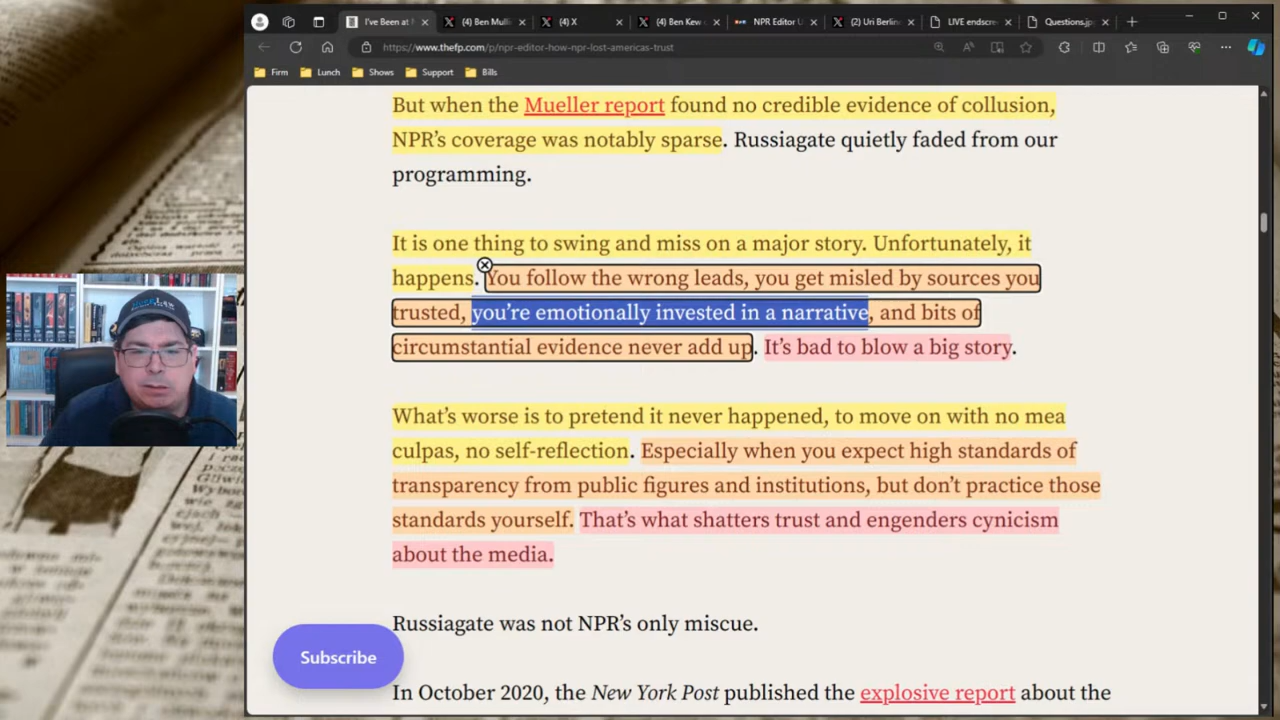 I've Been at
(4) Ben Mulli
(4) X
(4) Ben Kew
NPR Editor U
(2) Uri Berline
LIVE endscre
Questions.jp
https://www.thefp.com/p/npr-editor-how-npr-lost-americas-trust
Firm Lunch Shows Support Bills
But when the Mueller report found no credible evidence of collusion,
NPR's coverage was notably sparse. Russiagate quietly faded from our
programming.
It is one thing to swing and miss on a major story. Unfortunately, it
happens. You follow the wrong leads, you get misled by sources you
trusted, you're emotionally invested in a narrative, and bits of
circumstantial evidence never add up. It's bad to blow a big story.
What's worse is to pretend it never happened, to move on with no mea
culpas, no self-reflection. Especially when you expect high standards of
transparency from public figures and institutions, but don't practice those
standards yourself. That's what shatters trust and engenders cynicism
about the media.
Russiagate was not NPR's only miscue.
Subscribe
In October 2020, the New York Post published the explosive report about the